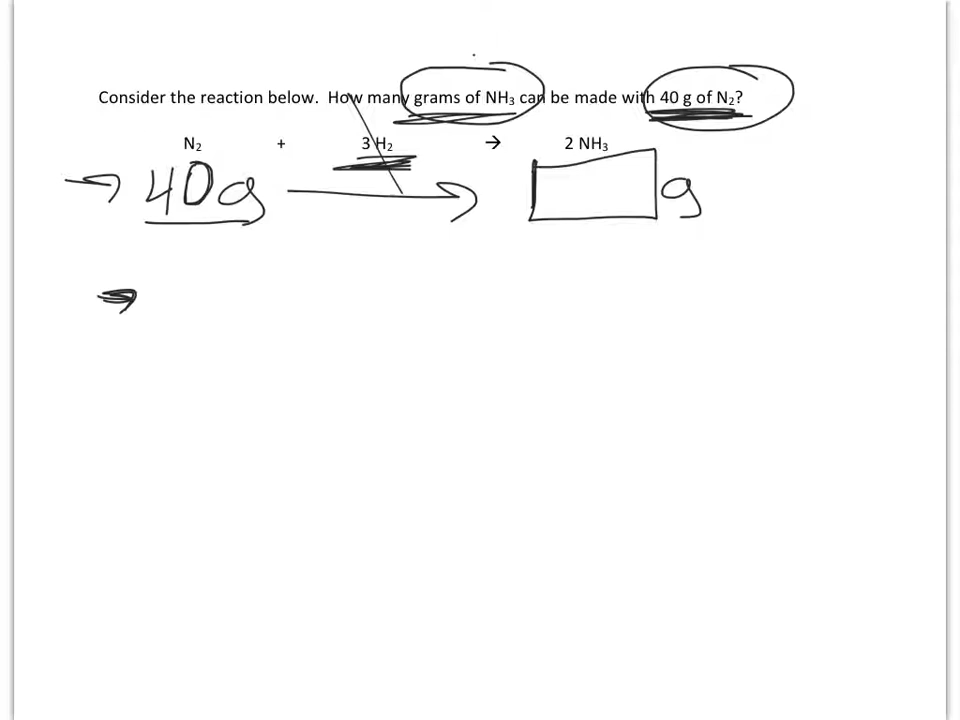 Consider the reaction below. How many grams of NH₃ can be made with 40 g of N₂?
N₂ + 3 H₂ → 2 NH₃
→ 40g → g
→